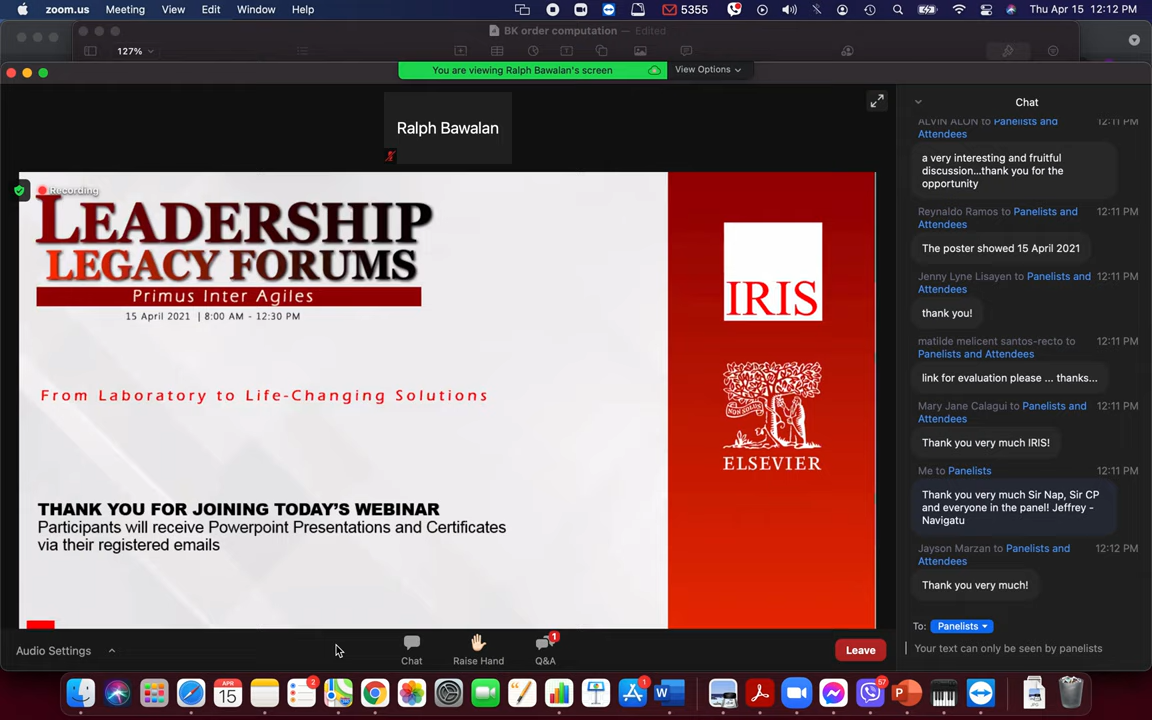 zoom.us Meeting View Edit Window Help 5355 Thu Apr 15 12:12 PM
127%
BK order computation — Edited
You are viewing Ralph Bawalan's screen View Options
Ralph Bawalan
Recording
LEADERSHIP
LEGACY FORUMS
Primus Inter Agiles
15 April 2021 | 8:00 AM - 12:30 PM
From Laboratory to Life-Changing Solutions
THANK YOU FOR JOINING TODAY'S WEBINAR
Participants will receive Powerpoint Presentations and Certificates
via their registered emails
IRIS
NON SOLUS
ELSEVIER
Chat
ALVIN ALON to Panelists and 12:11 PM
Attendees
a very interesting and fruitful
discussion...thank you for the
opportunity
Reynaldo Ramos to Panelists and 12:11 PM
Attendees
The poster showed 15 April 2021
Jenny Lyne Lisayen to Panelists and 12:11 PM
Attendees
thank you!
matilde melicent santos-recto to 12:11 PM
Panelists and Attendees
link for evaluation please ... thanks...
Mary Jane Calagui to Panelists and 12:11 PM
Attendees
Thank you very much IRIS!
Me to Panelists 12:11 PM
Thank you very much Sir Nap, Sir CP
and everyone in the panel! Jeffrey -
Navigatu
Jayson Marzan to Panelists and 12:12 PM
Attendees
Thank you very much!
To: Panelists
Your text can only be seen by panelists
Audio Settings Chat Raise Hand 1 Q&A Leave
APR
15
2
1
W
57
P